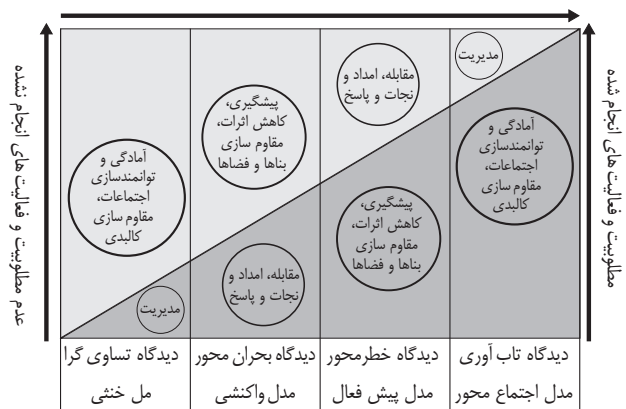 عدم مطلوبیت و فعالیت های انجام نشده
مطلوبیت و فعالیت های انجام شده
مدیریت
مقابله، امداد و
نجات و پاسخ
پیشگیری،
کاهش اثرات،
مقاوم سازی
بناها و فضاها
آمادگی و
توانمندسازی
اجتماعات،
مقاوم سازی
کالبدی
آمادگی و
توانمندسازی
اجتماعات،
مقاوم سازی
کالبدی
پیشگیری،
کاهش اثرات،
مقاوم سازی
بناها و فضاها
مقابله، امداد و
نجات و پاسخ
مدیریت
دیدگاه تاب آوری
مدل اجتماع محور
دیدگاه خطرمحور
مدل پیش فعال
دیدگاه بحران محور
مدل واکنشی
دیدگاه تساوی گرا
مل خنثی